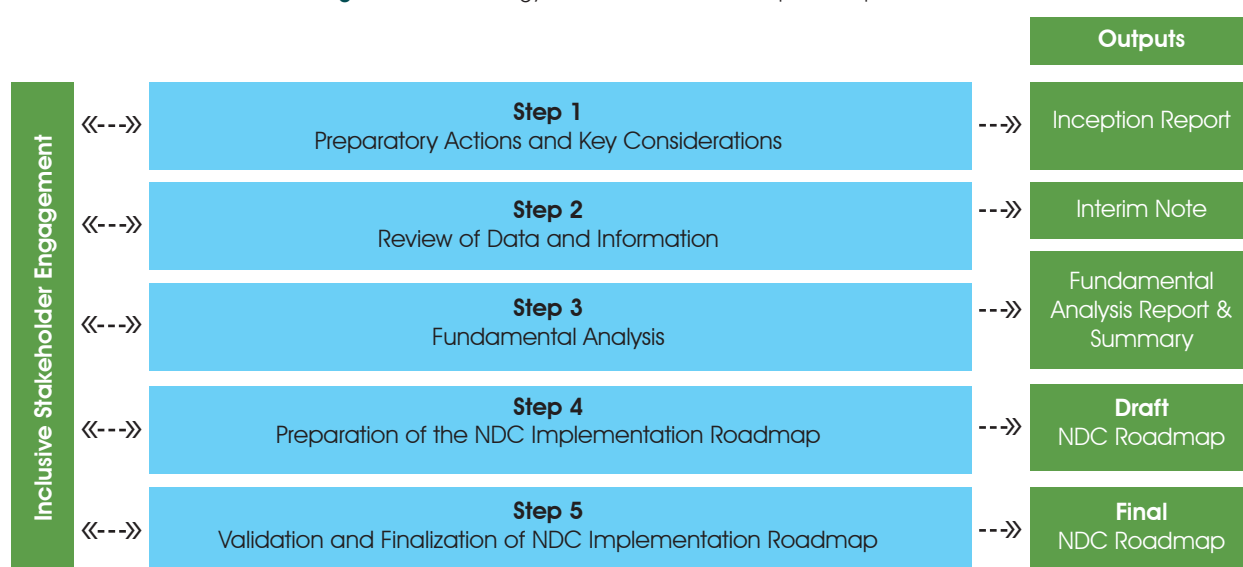 Outputs
Inclusive Stakeholder Engagement
Step 1
Preparatory Actions and Key Considerations
Inception Report
Step 2
Review of Data and Information
Interim Note
Step 3
Fundamental Analysis
Fundamental
Analysis Report &
Summary
Step 4
Preparation of the NDC Implementation Roadmap
Draft
NDC Roadmap
Step 5
Validation and Finalization of NDC Implementation Roadmap
Final
NDC Roadmap